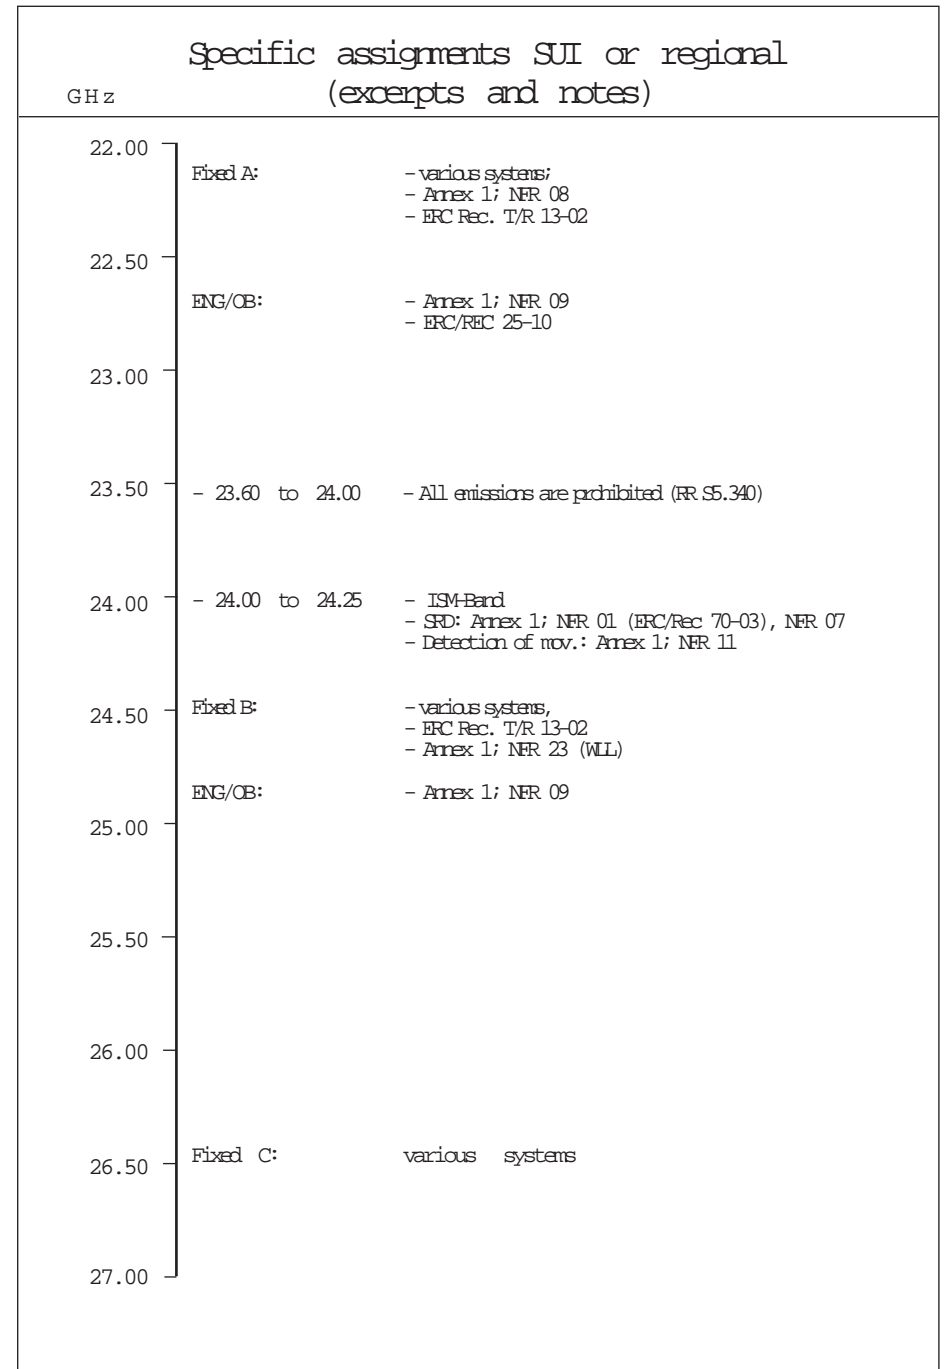 Specific assignments SUI or regional
GHz (excerpts and notes)
22.00
Fixed A: - various systems;
- Annex 1; NFR 08
- ERC Rec. T/R 13-02
22.50
ENG/OB: - Annex 1; NFR 09
- ERC/REC 25-10
23.00
23.50 - 23.60 to 24.00 - All emissions are prohibited (RR S5.340)
24.00 - 24.00 to 24.25 - ISM-Band
- SRD: Annex 1; NFR 01 (ERC/Rec 70-03), NFR 07
- Detection of mov.: Annex 1; NFR 11
24.50 Fixed B: - various systems,
- ERC Rec. T/R 13-02
- Annex 1; NFR 23 (WLL)
ENG/OB: - Annex 1; NFR 09
25.00
25.50
26.00
26.50 Fixed C: various systems
27.00